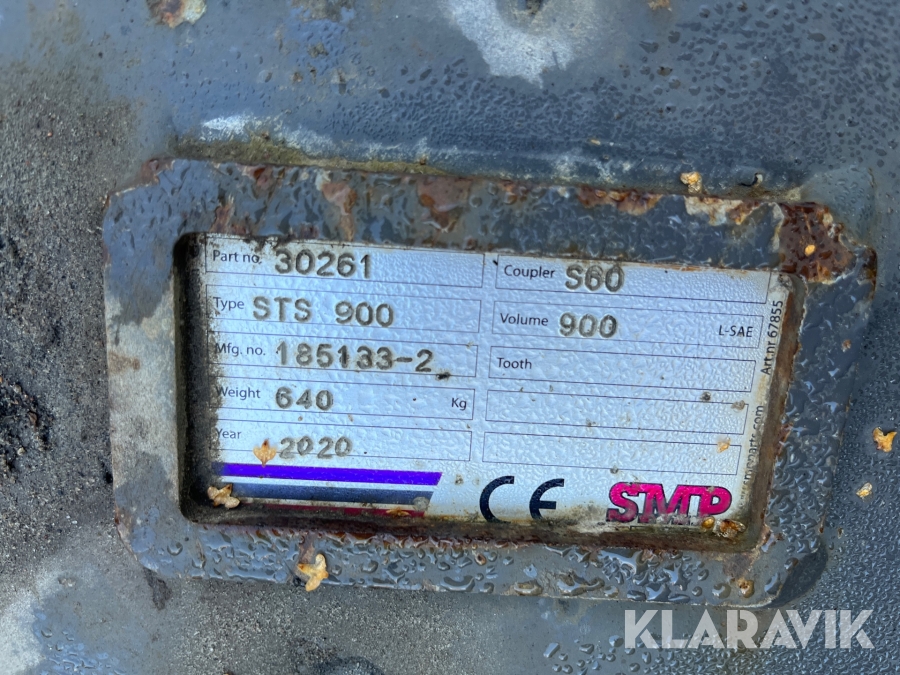 Part no. 30261
Coupler S60
Type STS 900
Volume 900 L-SAE
Mfg. no. 185133-2
Tooth
Weight 640 Kg
Year 2020
CE SMP
Art.nr 67855
KLARAVIK